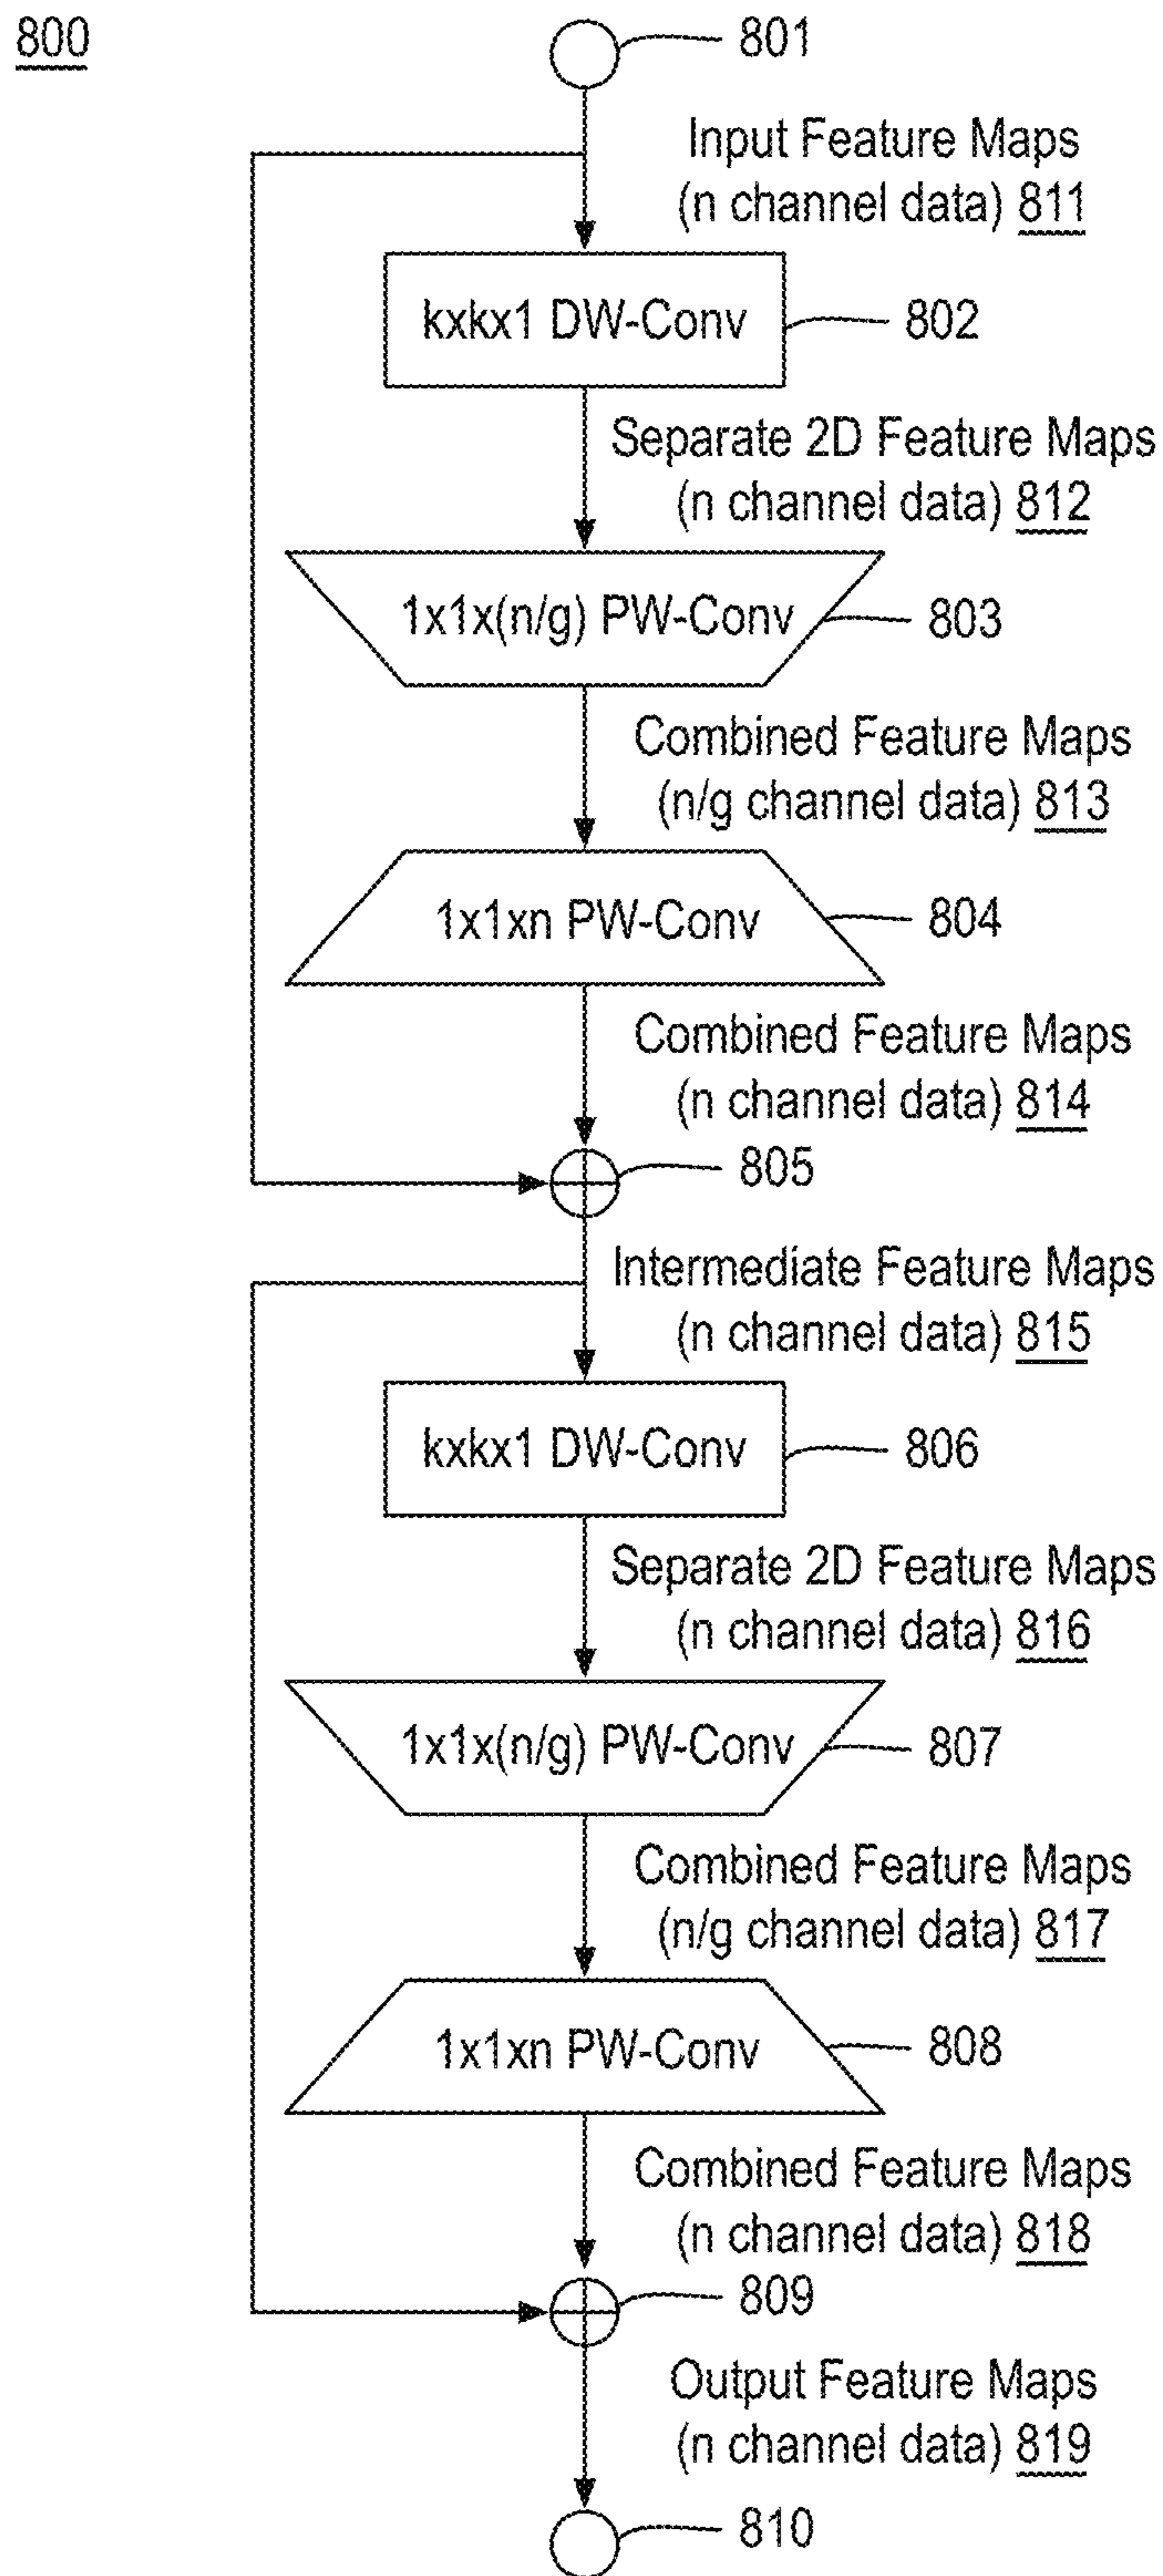 800
801
Input Feature Maps
(n channel data) 811
kxkx1 DW-Conv
802
Separate 2D Feature Maps
(n channel data) 812
1x1x(n/g) PW-Conv
803
Combined Feature Maps
(n/g channel data) 813
1x1xn PW-Conv
804
Combined Feature Maps
(n channel data) 814
805
Intermediate Feature Maps
(n channel data) 815
kxkx1 DW-Conv
806
Separate 2D Feature Maps
(n channel data) 816
1x1x(n/g) PW-Conv
807
Combined Feature Maps
(n/g channel data) 817
1x1xn PW-Conv
808
Combined Feature Maps
(n channel data) 818
809
Output Feature Maps
(n channel data) 819
810